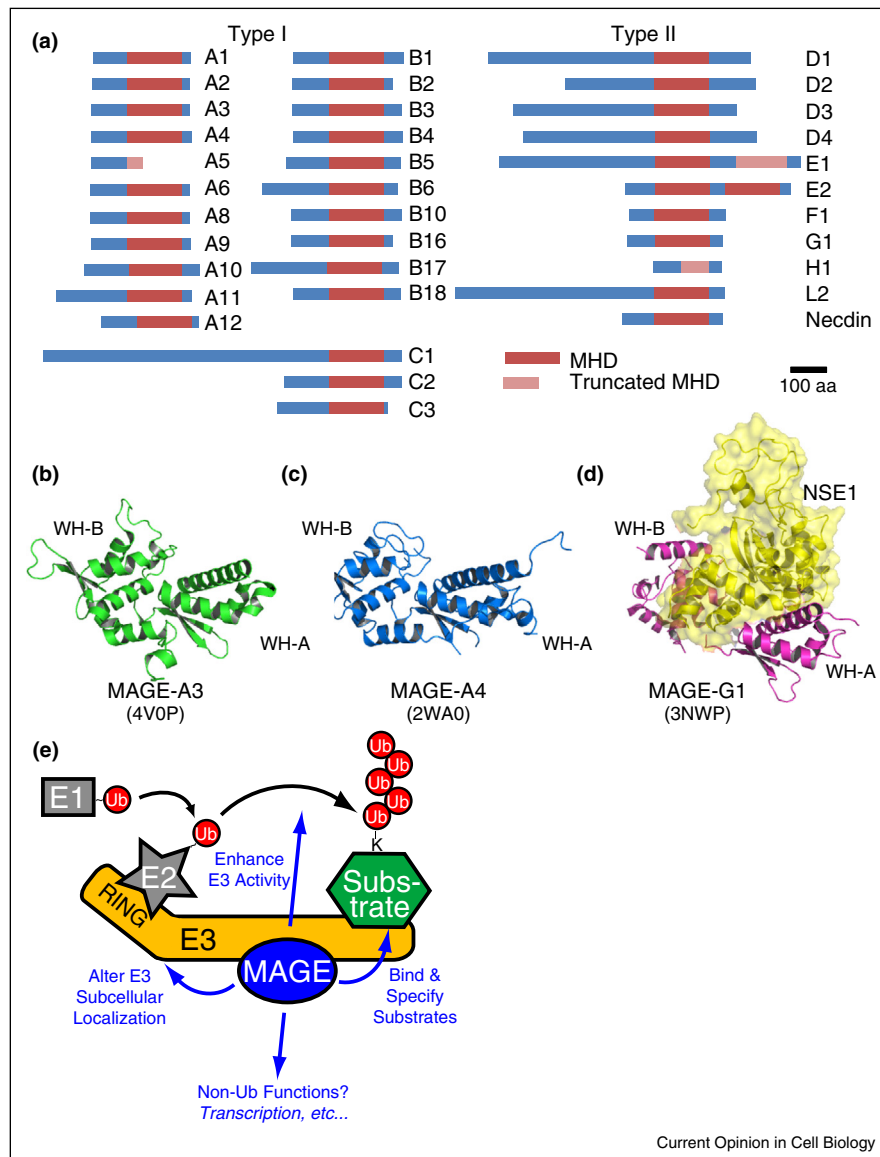 (a)
Type I
Type II
A1
A2
A3
A4
A5
A6
A8
A9
A10
A11
A12
B1
B2
B3
B4
B5
B6
B10
B16
B17
B18
C1
C2
C3
D1
D2
D3
D4
E1
E2
F1
G1
H1
L2
Necdin
MHD
Truncated MHD
100 aa
(b)
WH-B
WH-A
MAGE-A3
(4V0P)
(c)
WH-B
WH-A
MAGE-A4
(2WA0)
(d)
NSE1
WH-B
WH-A
MAGE-G1
(3NWP)
(e)
E1
~Ub
Ub
Ub
Ub
Ub
Ub
Ub
Ub
K
E2
RING
E3
Enhance
E3 Activity
Subs-
trate
MAGE
Alter E3
Subcellular
Localization
Bind &
Specify
Substrates
Non-Ub Functions?
Transcription, etc...
Current Opinion in Cell Biology